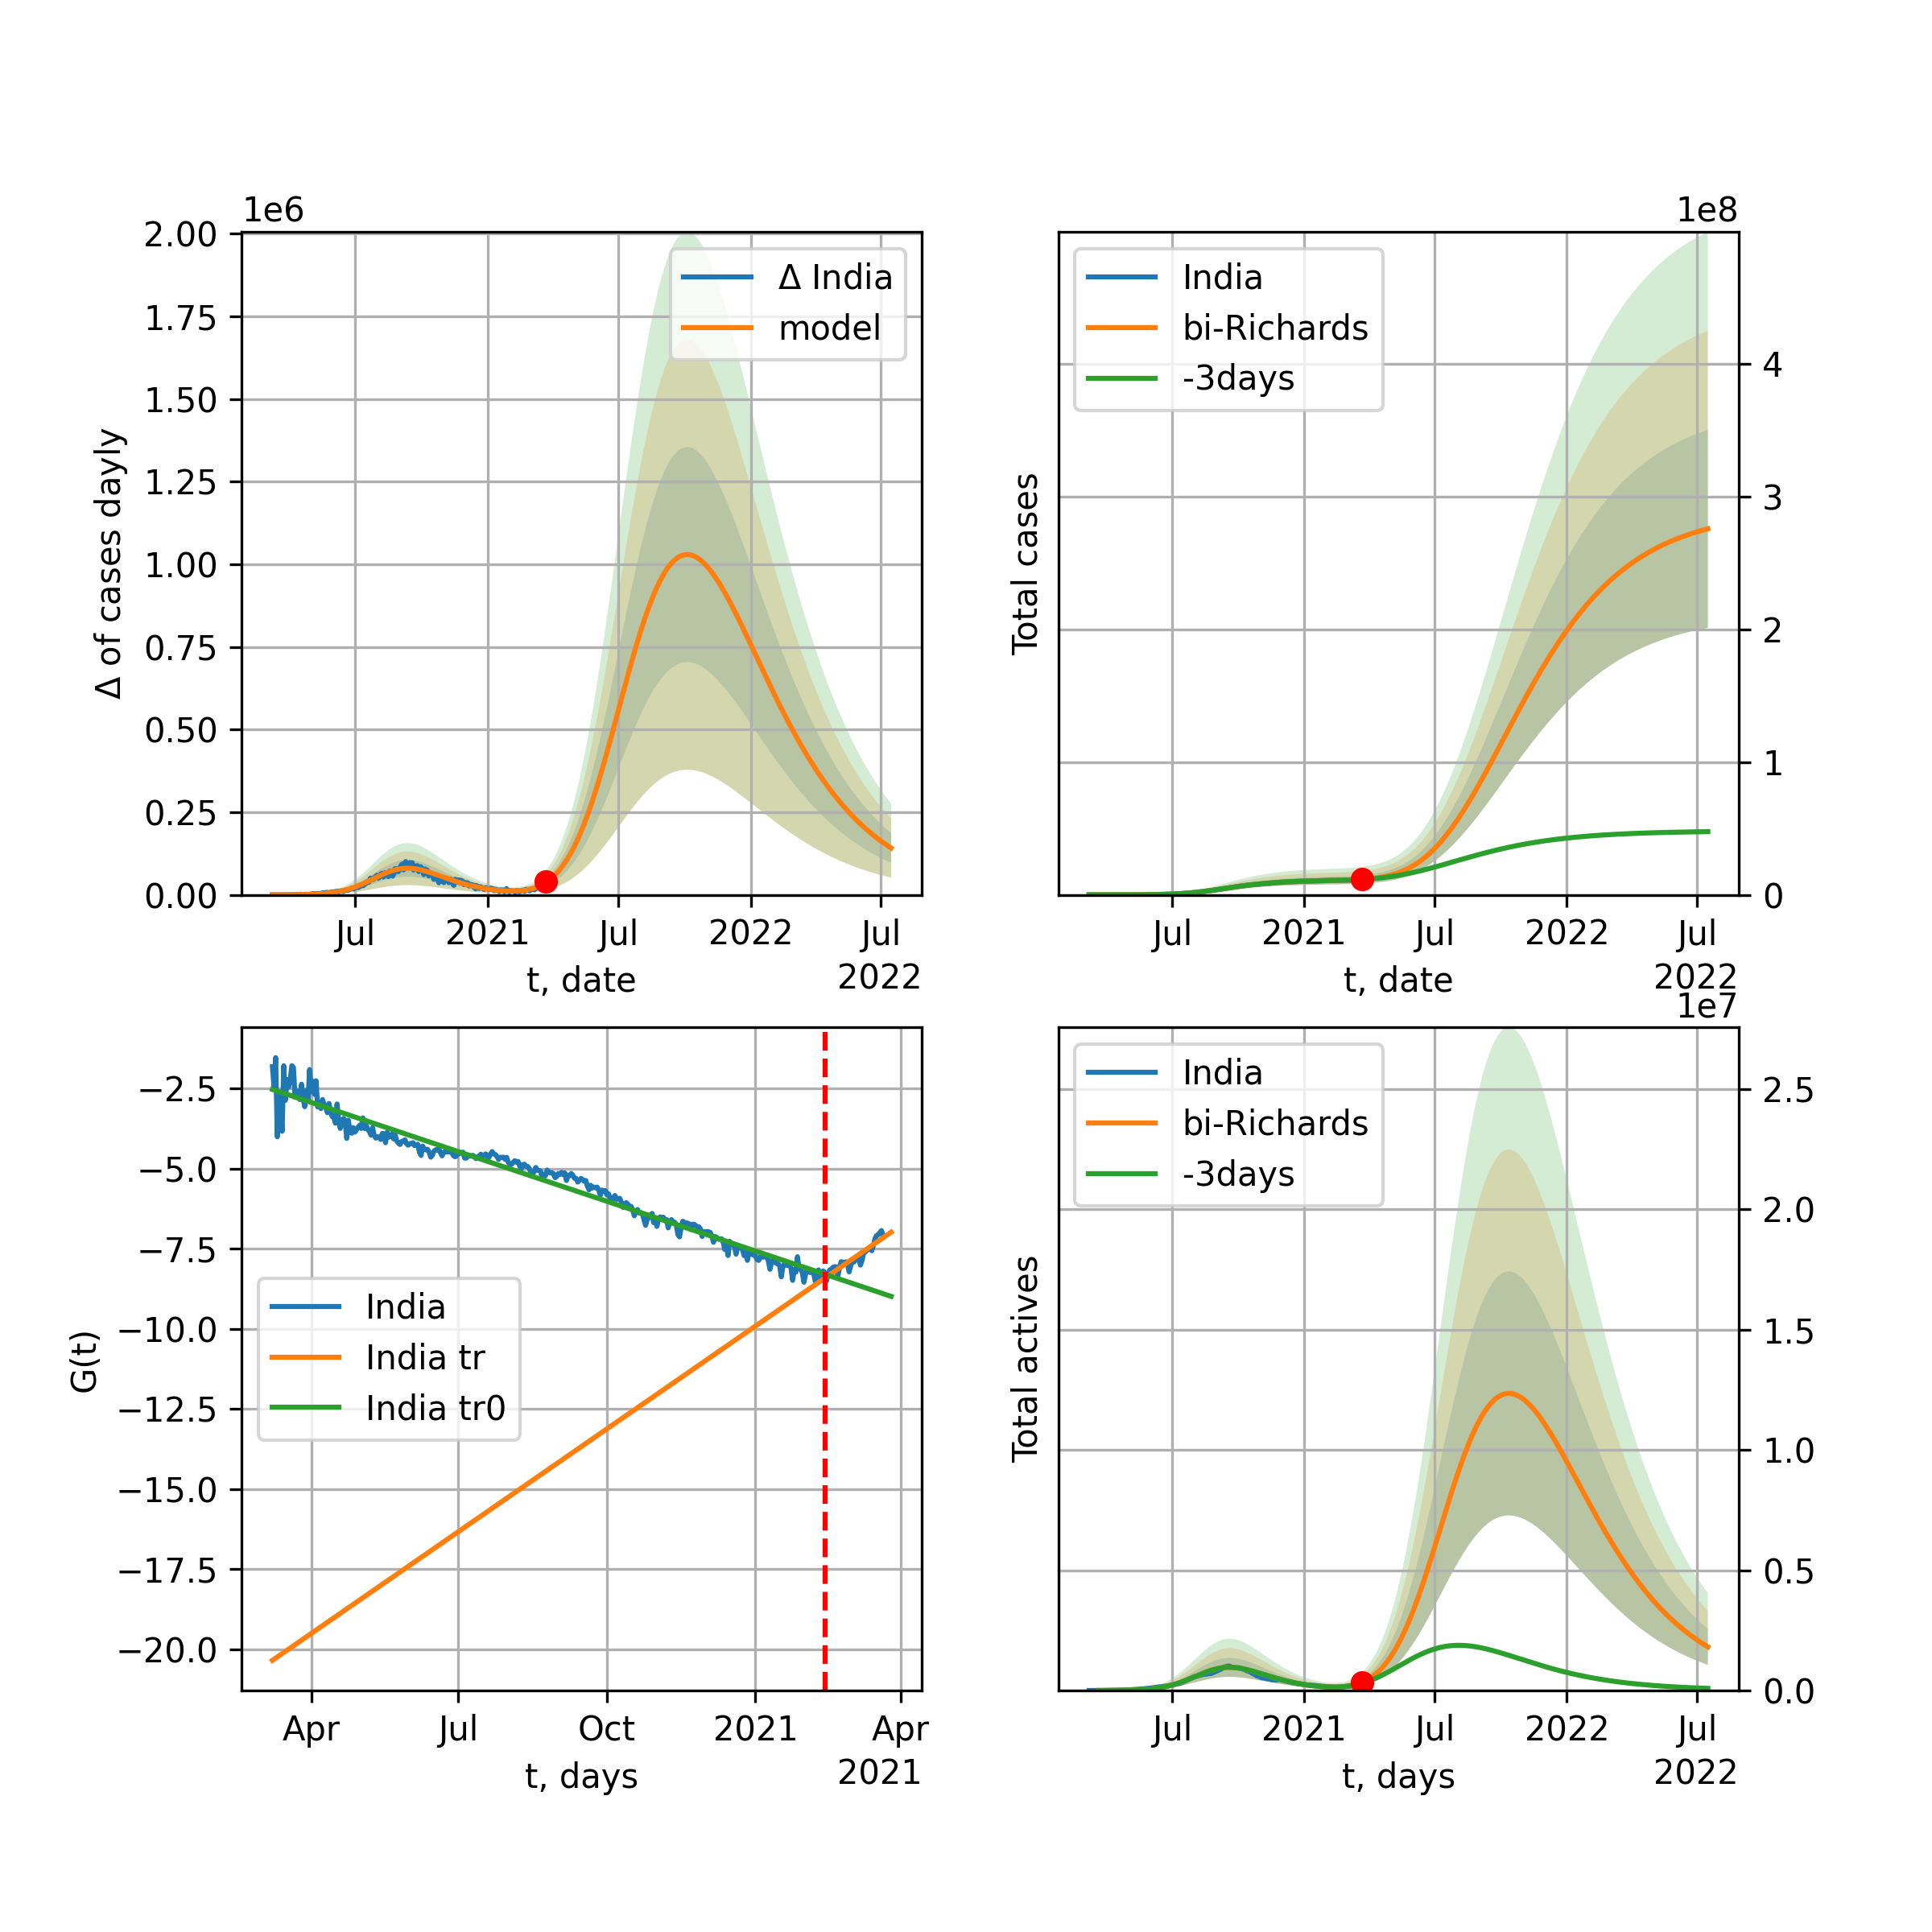 1e6
2.00
1.75
1.50
1.25
1.00
0.75
0.50
0.25
0.00
Δ of cases dayly
Δ India
model
Jul
2021
Jul
2022
Jul
2022
t, date
1e8
India
bi-Richards
-3days
Total cases
4
3
2
1
0
Jul
2021
Jul
2022
Jul
2022
t, date
−2.5
−5.0
−7.5
−10.0
−12.5
−15.0
−17.5
−20.0
G(t)
India
India tr
India tr0
Apr
Jul
Oct
2021
Apr
2021
t, days
1e7
India
bi-Richards
-3days
Total actives
2.5
2.0
1.5
1.0
0.5
0.0
Jul
2021
Jul
2022
Jul
2022
t, days